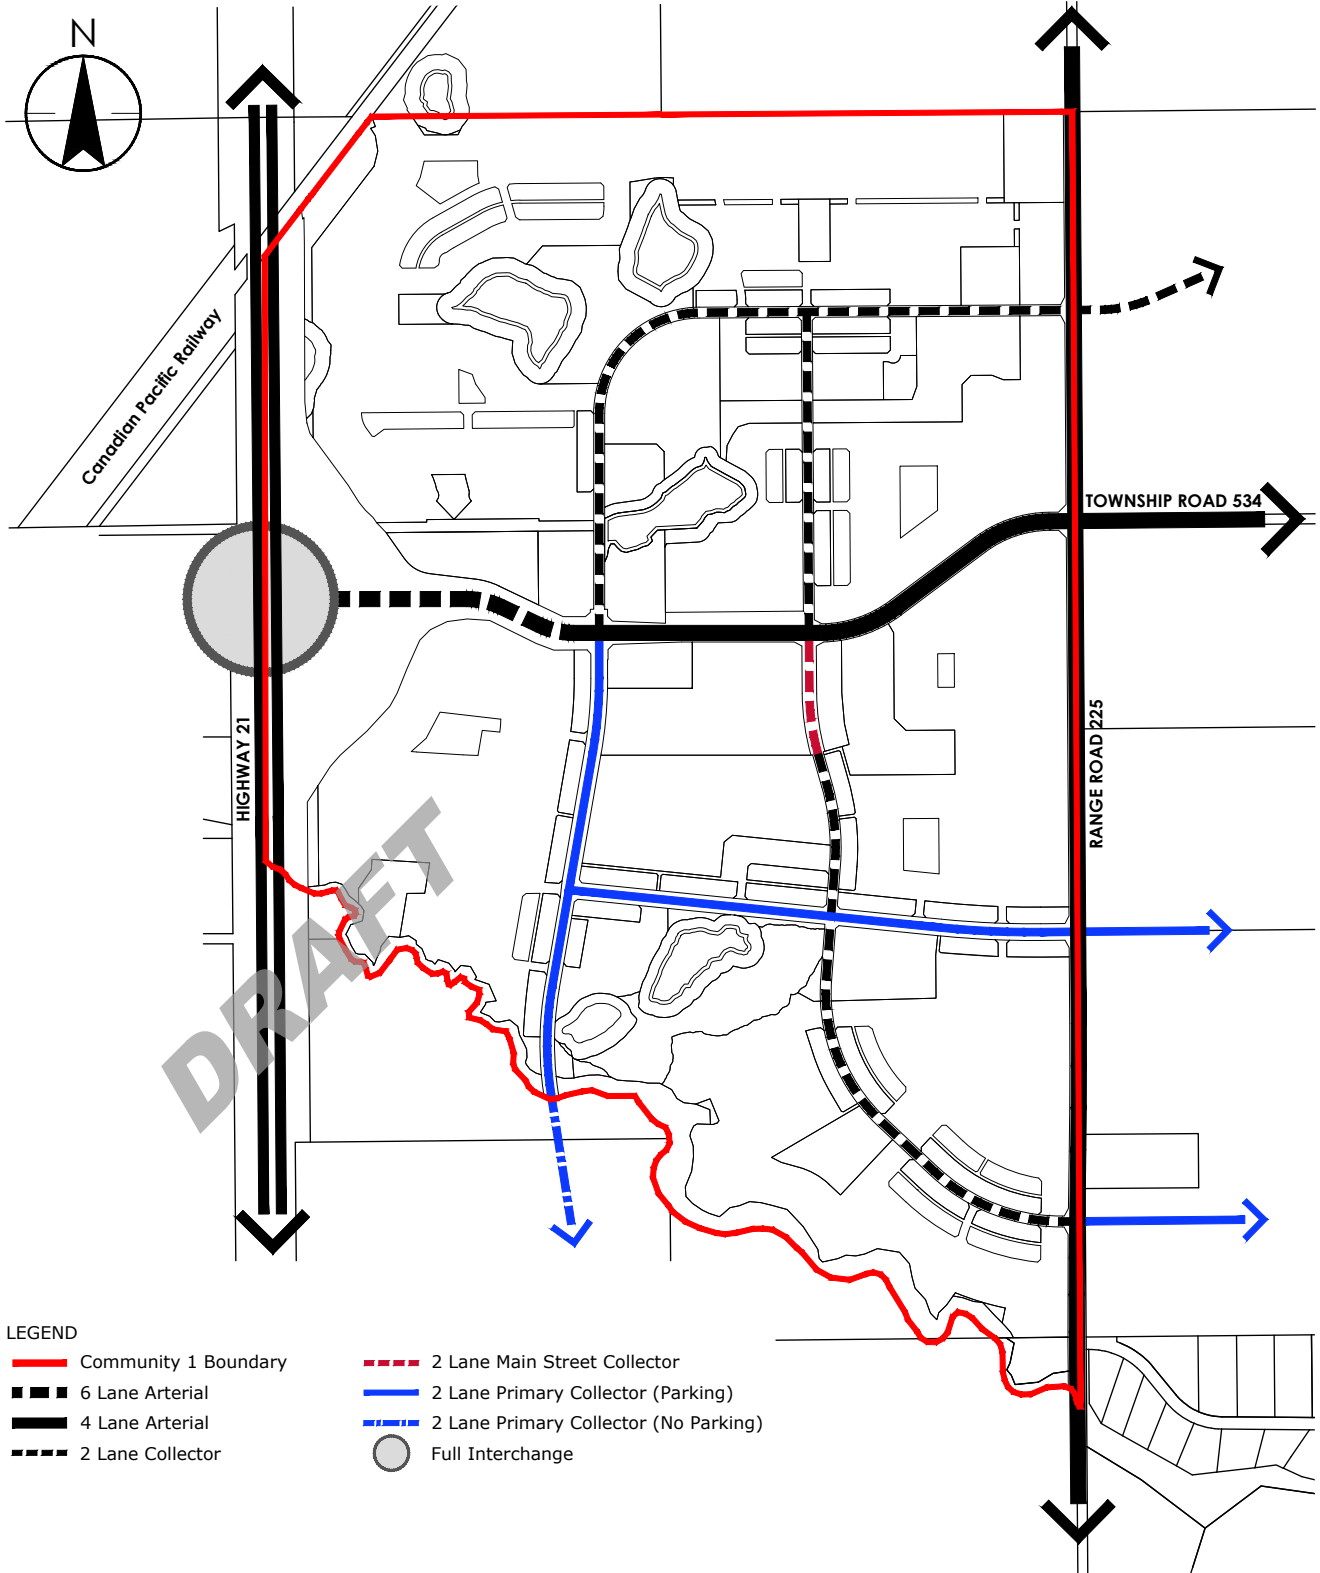 N
Canadian Pacific Railway
TOWNSHIP ROAD 534
HIGHWAY 21
RANGE ROAD 225
DRAFT
LEGEND
Community 1 Boundary
6 Lane Arterial
4 Lane Arterial
2 Lane Collector
2 Lane Main Street Collector
2 Lane Primary Collector (Parking)
2 Lane Primary Collector (No Parking)
Full Interchange